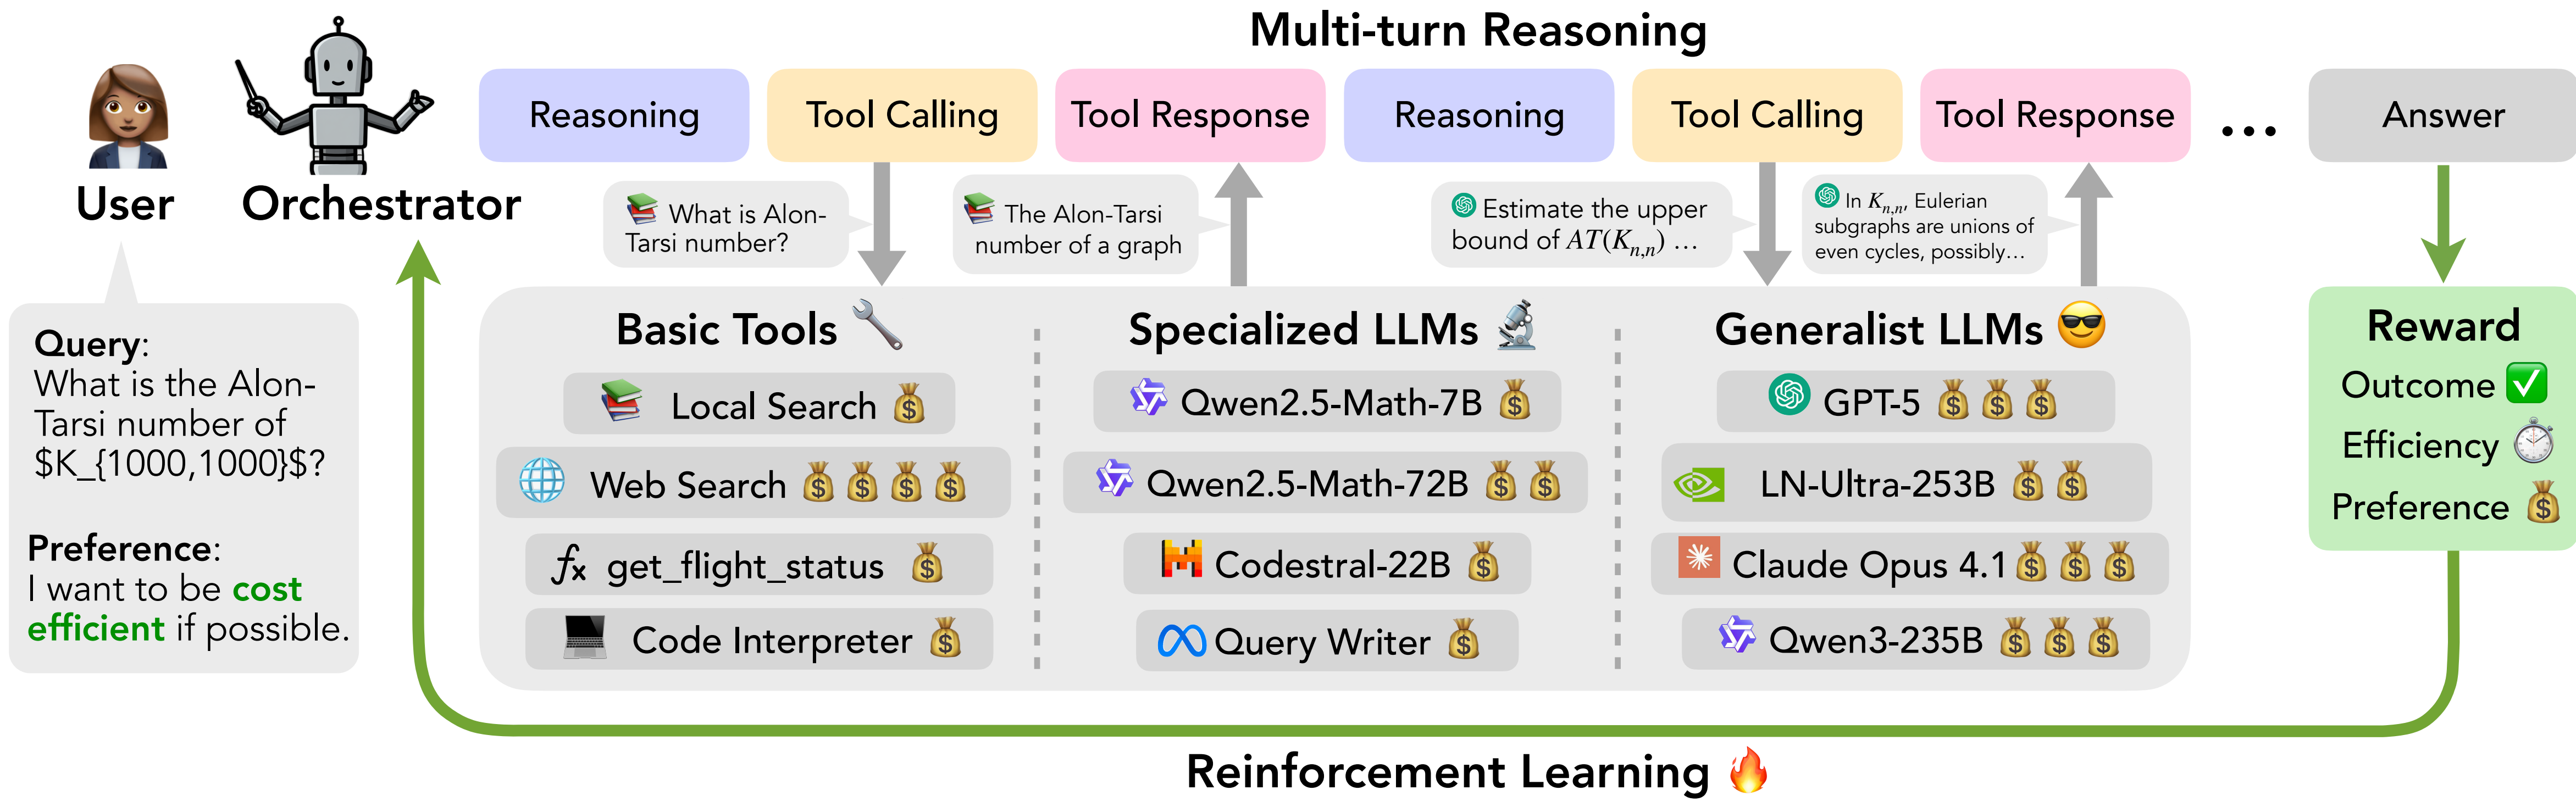 Multi-turn Reasoning
Reasoning
Tool Calling
Tool Response
Reasoning
Tool Calling
Tool Response
...
Answer
User
Orchestrator
What is Alon-
Tarsi number?
The Alon-Tarsi
number of a graph
Estimate the upper
bound of AT(K_{n,n}) ...
In K_{n,n}, Eulerian
subgraphs are unions of
even cycles, possibly...
Query:
What is the Alon-
Tarsi number of
$K_{1000,1000}$?
Preference:
I want to be cost
efficient if possible.
Basic Tools
Local Search
Web Search
fx get_flight_status
Code Interpreter
Specialized LLMs
Qwen2.5-Math-7B
Qwen2.5-Math-72B
Codestral-22B
Query Writer
Generalist LLMs
GPT-5
LN-Ultra-253B
Claude Opus 4.1
Qwen3-235B
Reward
Outcome
Efficiency
Preference
Reinforcement Learning